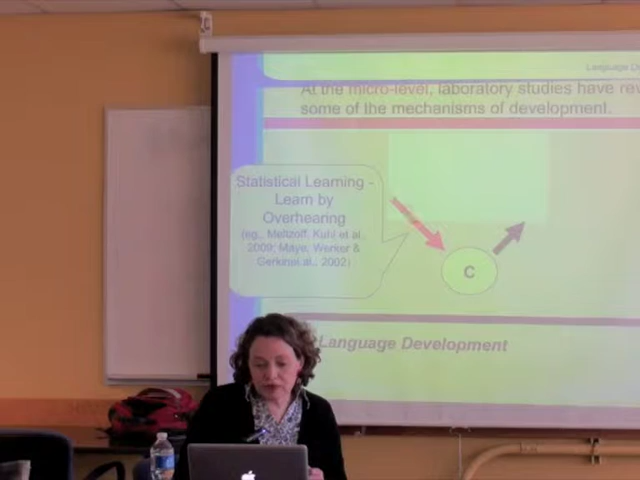 Language De
At the micro-level, laboratory studies have rev
some of the mechanisms of development.
Statistical Learning -
Learn by
Overhearing
(eg., Meltzoff, Kuhl et al.,
2009; Maye, Werker &
Gerken et al., 2002)
C
Language Development